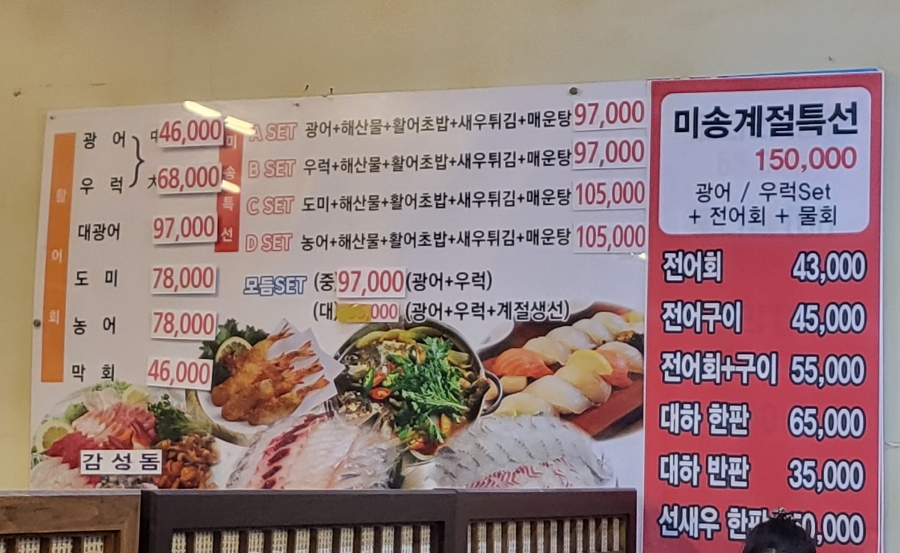 활어회
광어 46,000
우럭 68,000
대광어 97,000
도미 78,000
농어 78,000
막회 46,000
감성돔
미송특선
A SET 광어+해산물+활어초밥+새우튀김+매운탕 97,000
B SET 우럭+해산물+활어초밥+새우튀김+매운탕 97,000
C SET 도미+해산물+활어초밥+새우튀김+매운탕 105,000
D SET 농어+해산물+활어초밥+새우튀김+매운탕 105,000
모듬SET (중) 97,000 (광어+우럭)
(대) (광어+우럭+계절생선)
미송계절특선
150,000
광어 / 우럭Set
+ 전어회 + 물회
전어회 43,000
전어구이 45,000
전어회+구이 55,000
대하 한판 65,000
대하 반판 35,000
선새우 한판